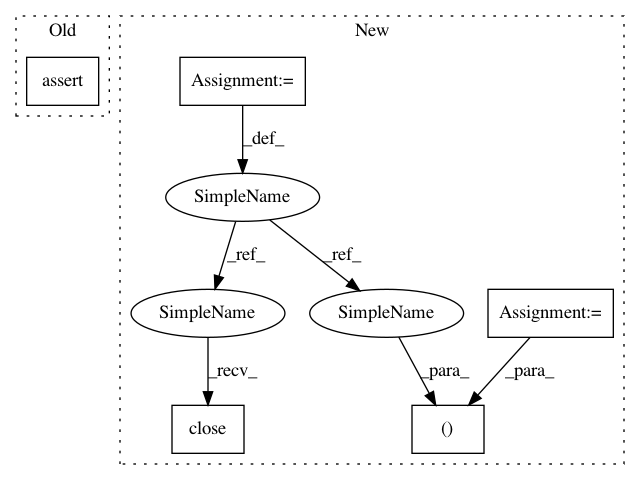 Old
New
assert
Assignment:=
_def_
SimpleName
_ref_
_ref_
SimpleName
SimpleName
Assignment:=
_recv_
_para_
_para_
close
()